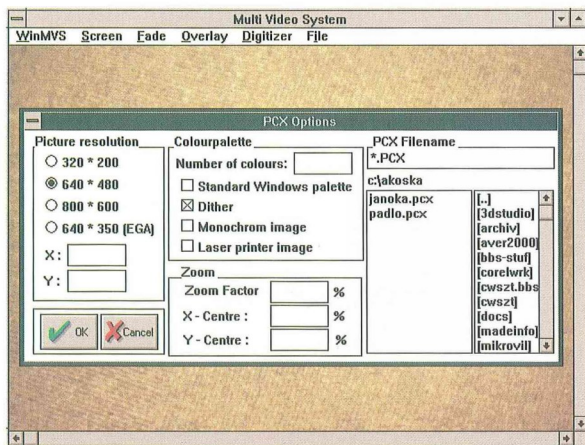 Multi Video System
WinMVS Screen Fade Overlay Digitizer File
PCX Options
Picture resolution
320 * 200
640 * 480
800 * 600
640 * 350 (EGA)
X:
Y:
OK Cancel
Colourpalette
Number of colours:
Standard Windows palette
Dither
Monochrom image
Laser printer image
Zoom
Zoom Factor %
X - Centre : %
Y - Centre : %
PCX Filename
*.PCX
c:\akoska
janoka.pcx
padlo.pcx
[..]
[3dstudio]
[archiv]
[aver2000]
[bbs-stuf]
[corelwrk]
[cwszt.bbs
[cwszt]
[docs]
[madeinfo]
[mikrovil]